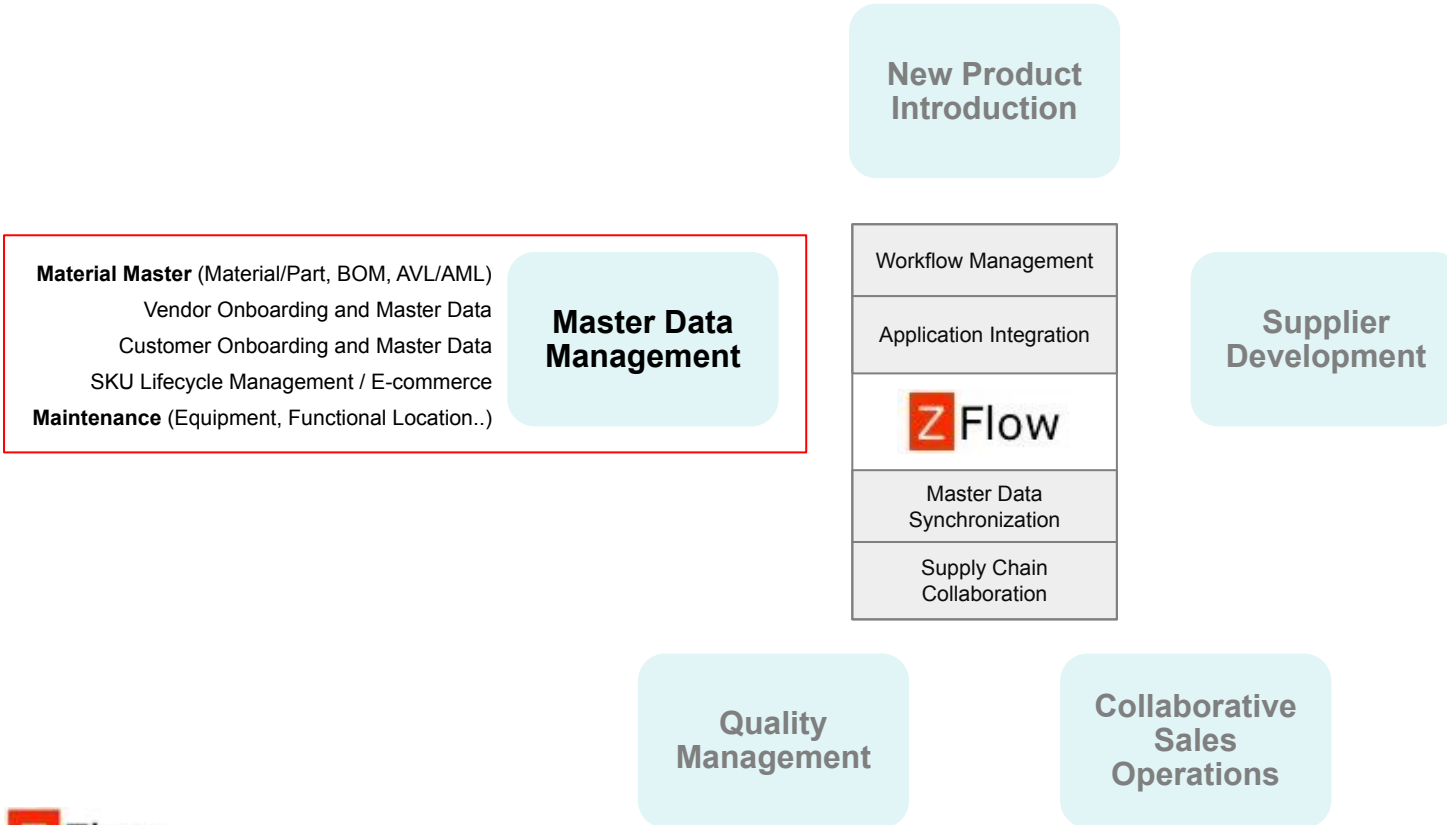 New Product
Introduction
Material Master (Material/Part, BOM, AVL/AML)
Vendor Onboarding and Master Data
Customer Onboarding and Master Data
SKU Lifecycle Management / E-commerce
Maintenance (Equipment, Functional Location..)
Master Data
Management
Workflow Management
Application Integration
Z Flow
Master Data
Synchronization
Supply Chain
Collaboration
Supplier
Development
Quality
Management
Collaborative
Sales
Operations